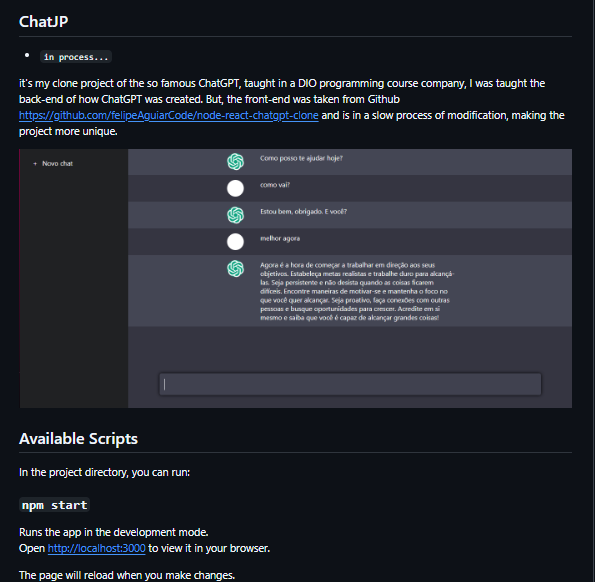 ChatJP
in process...
it's my clone project of the so famous ChatGPT, taught in a DIO programming course company, I was taught the
back-end of how ChatGPT was created. But, the front-end was taken from Github
https://github.com/felipeAguiarCode/node-react-chatgpt-clone and is in a slow process of modification, making the
project more unique.
+ Novo chat
Como posso te ajudar hoje?
como vai?
Estou bem, obrigado. E você?
melhor agora
Agora é a hora de começar a trabalhar em direção aos seus
objetivos. Estabeleça metas realistas e trabalhe duro para alcançá-
las. Seja persistente e não desista quando as coisas ficarem
difíceis. Encontre maneiras de motivar-se e mantenha o foco no
que você quer alcançar. Seja proativo, faça conexões com outras
pessoas e busque oportunidades para crescer. Acredite em si
mesmo e saiba que você é capaz de alcançar grandes coisas!
Available Scripts
In the project directory, you can run:
npm start
Runs the app in the development mode.
Open http://localhost:3000 to view it in your browser.
The page will reload when you make changes.